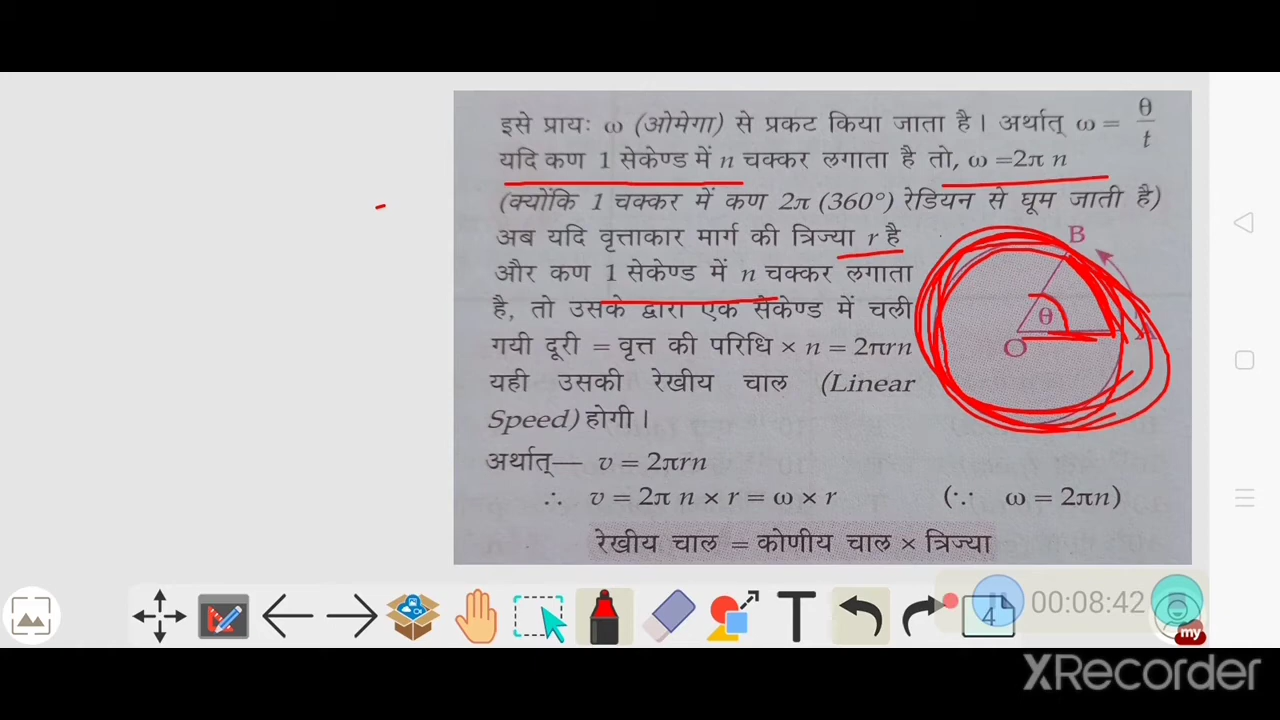 इसे प्रायः ω (ओमेगा) से प्रकट किया जाता है। अर्थात् ω = θ/t
यदि कण 1 सेकेण्ड में n चक्कर लगाता है तो, ω =2π n
(क्योंकि 1 चक्कर में कण 2π (360°) रेडियन से घूम जाती है)
अब यदि वृत्ताकार मार्ग की त्रिज्या r है
और कण 1 सेकेण्ड में n चक्कर लगाता
है, तो उसके द्वारा एक सेकेण्ड में चली
गयी दूरी = वृत्त की परिधि × n = 2πrn
यही उसकी रेखीय चाल (Linear
Speed) होगी।
अर्थात्— v = 2πrn
∴ v = 2π n × r = ω × r (∵ ω = 2πn)
रेखीय चाल = कोणीय चाल × त्रिज्या
B
θ
O
A
T
4
00:08:42
my
XRecorder